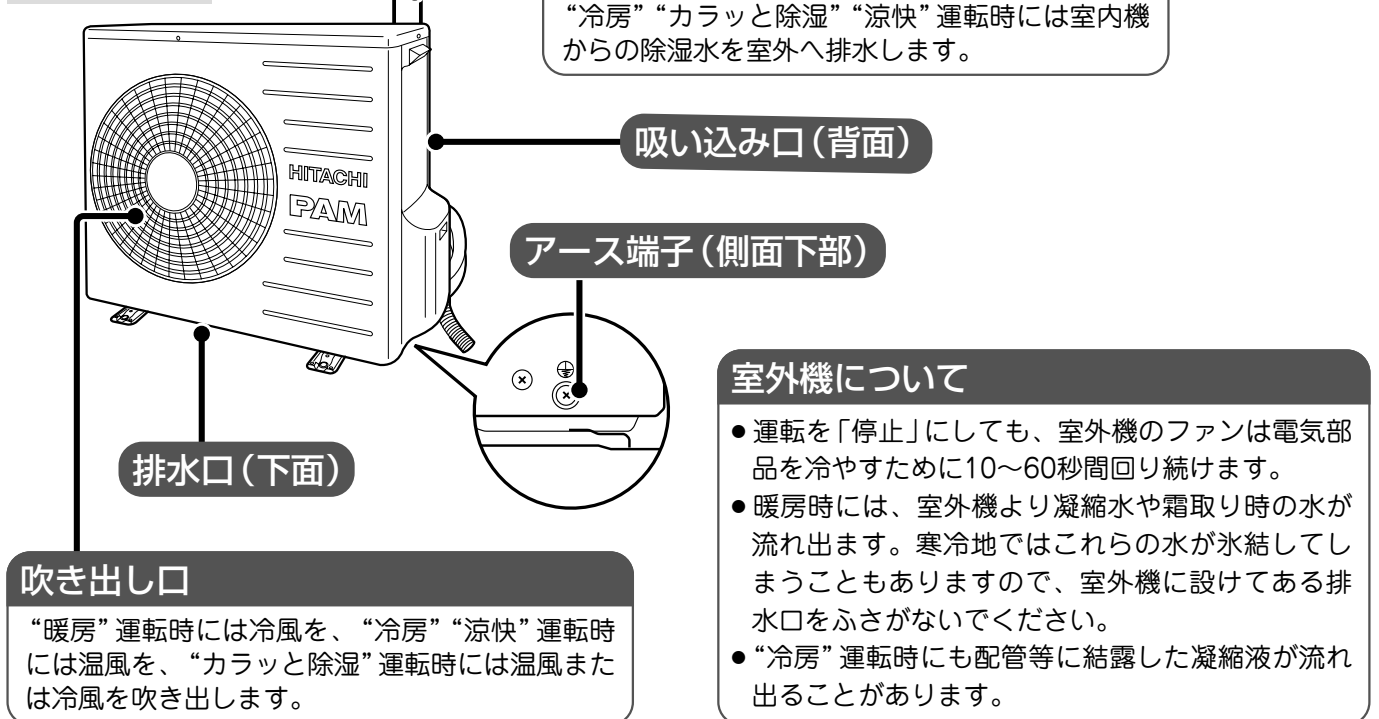 “冷房”“カラッと除湿”“涼快”運転時には室内機
からの除湿水を室外へ排水します。
吸い込み口(背面)
HITACHI
PAM
アース端子(側面下部)
排水口(下面)
吹き出し口
“暖房”運転時には冷風を、“冷房”“涼快”運転時
には温風を、“カラッと除湿”運転時には温風また
は冷風を吹き出します。
室外機について
●運転を「停止」にしても、室外機のファンは電気部
品を冷やすために10〜60秒間回り続けます。
●暖房時には、室外機より凝縮水や霜取り時の水が
流れ出ます。寒冷地ではこれらの水が氷結してし
まうこともありますので、室外機に設けてある排
水口をふさがないでください。
●“冷房”運転時にも配管等に結露した凝縮液が流れ
出ることがあります。